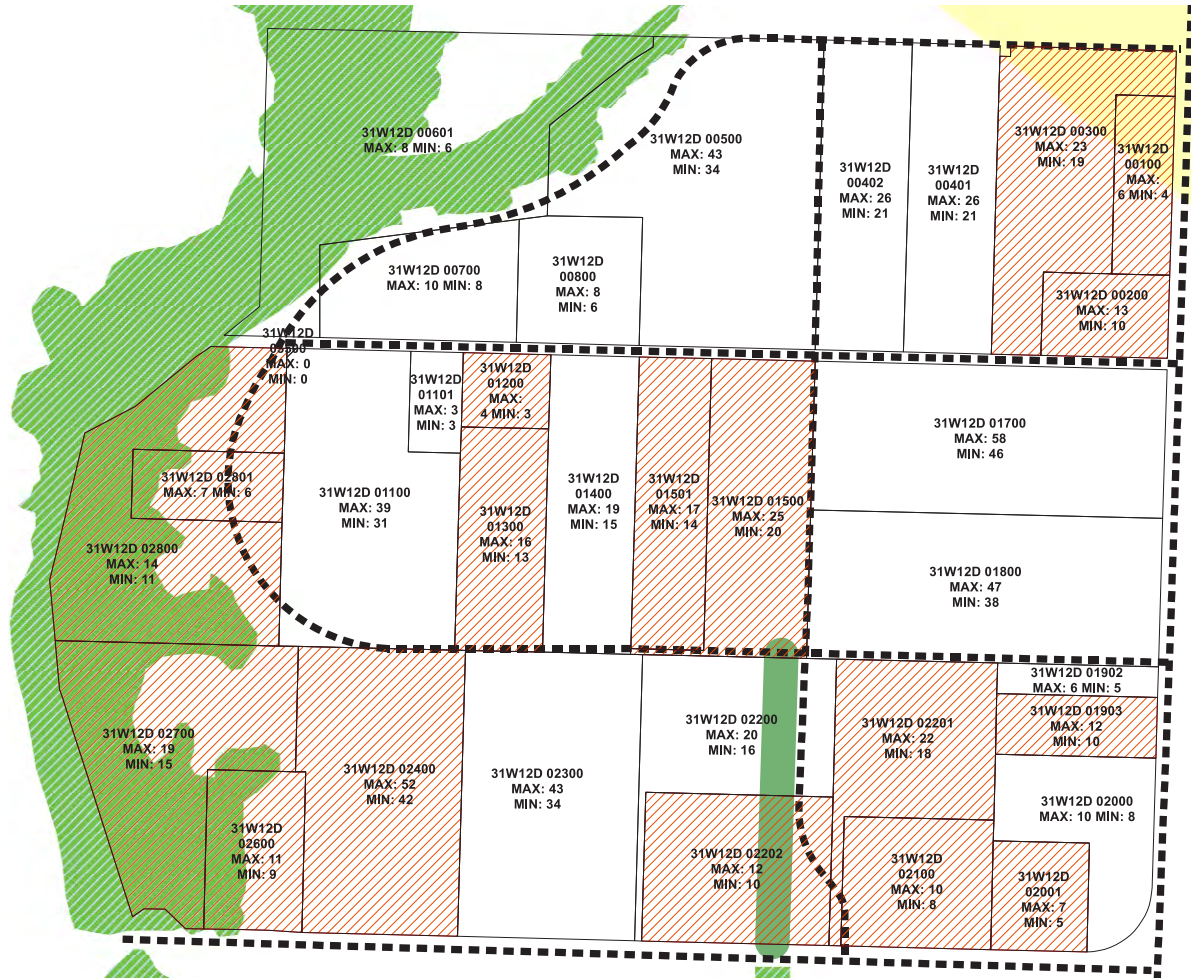 31W12D 00601
MAX: 8 MIN: 6
31W12D 00500
MAX: 43
MIN: 34
31W12D
00402
MAX: 26
MIN: 21
31W12D
00401
MAX: 26
MIN: 21
31W12D 00300
MAX: 23
MIN: 19
31W12D
00100
MAX:
6 MIN: 4
31W12D 00700
MAX: 10 MIN: 8
31W12D
00800
MAX: 8
MIN: 6
31W12D 00200
MAX: 13
MIN: 10
31W12D
03500
MAX: 0
MIN: 0
31W12D
01101
MAX: 3
MIN: 3
31W12D
01200
MAX:
4 MIN: 3
31W12D 01700
MAX: 58
MIN: 46
31W12D 02801
MAX: 7 MIN: 6
31W12D 01100
MAX: 39
MIN: 31
31W12D
01300
MAX: 16
MIN: 13
31W12D
01400
MAX: 19
MIN: 15
31W12D
01501
MAX: 17
MIN: 14
31W12D 01500
MAX: 25
MIN: 20
31W12D 02800
MAX: 14
MIN: 11
31W12D 01800
MAX: 47
MIN: 38
31W12D 01902
MAX: 6 MIN: 5
31W12D 01903
MAX: 12
MIN: 10
31W12D 02700
MAX: 19
MIN: 15
31W12D 02400
MAX: 52
MIN: 42
31W12D 02300
MAX: 43
MIN: 34
31W12D 02200
MAX: 20
MIN: 16
31W12D 02201
MAX: 22
MIN: 18
31W12D 02000
MAX: 10 MIN: 8
31W12D
02600
MAX: 11
MIN: 9
31W12D 02202
MAX: 12
MIN: 10
31W12D
02100
MAX: 10
MIN: 8
31W12D
02001
MAX: 7
MIN: 5